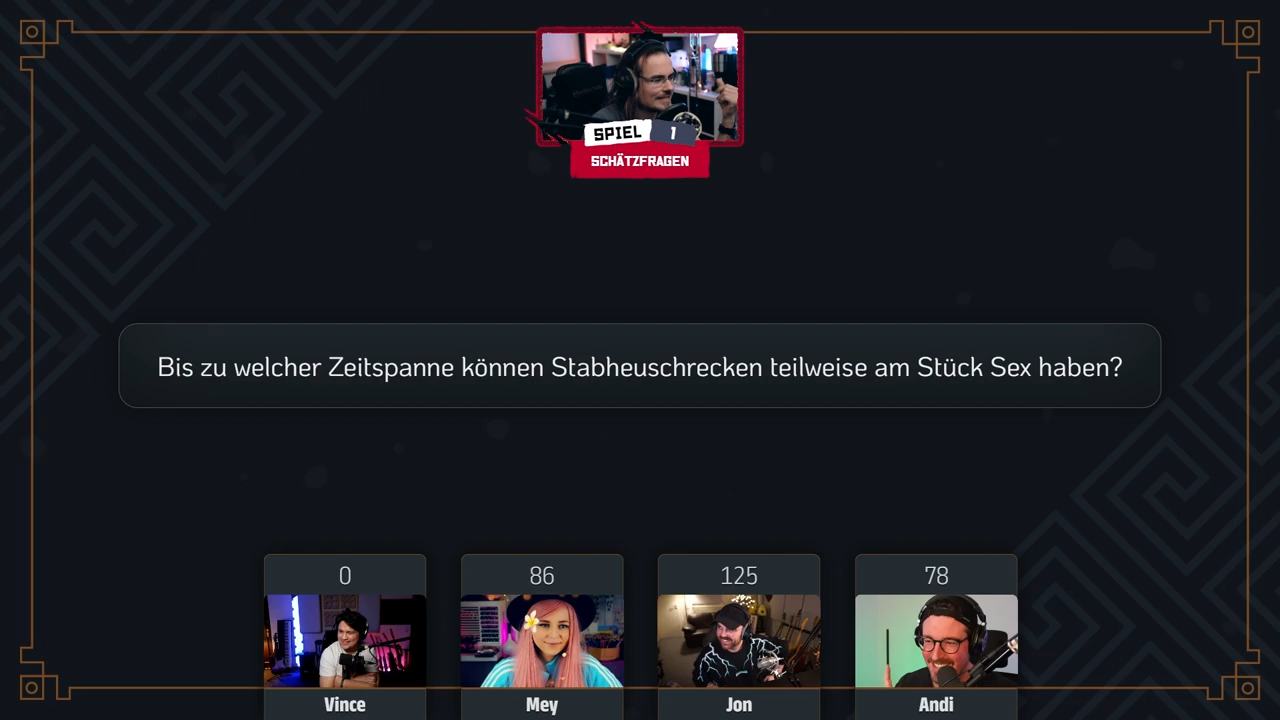 SPIEL 1
SCHÄTZFRAGEN
Bis zu welcher Zeitspanne können Stabheuschrecken teilweise am Stück Sex haben?
0 86 125 78
Vince Mey Jon Andi